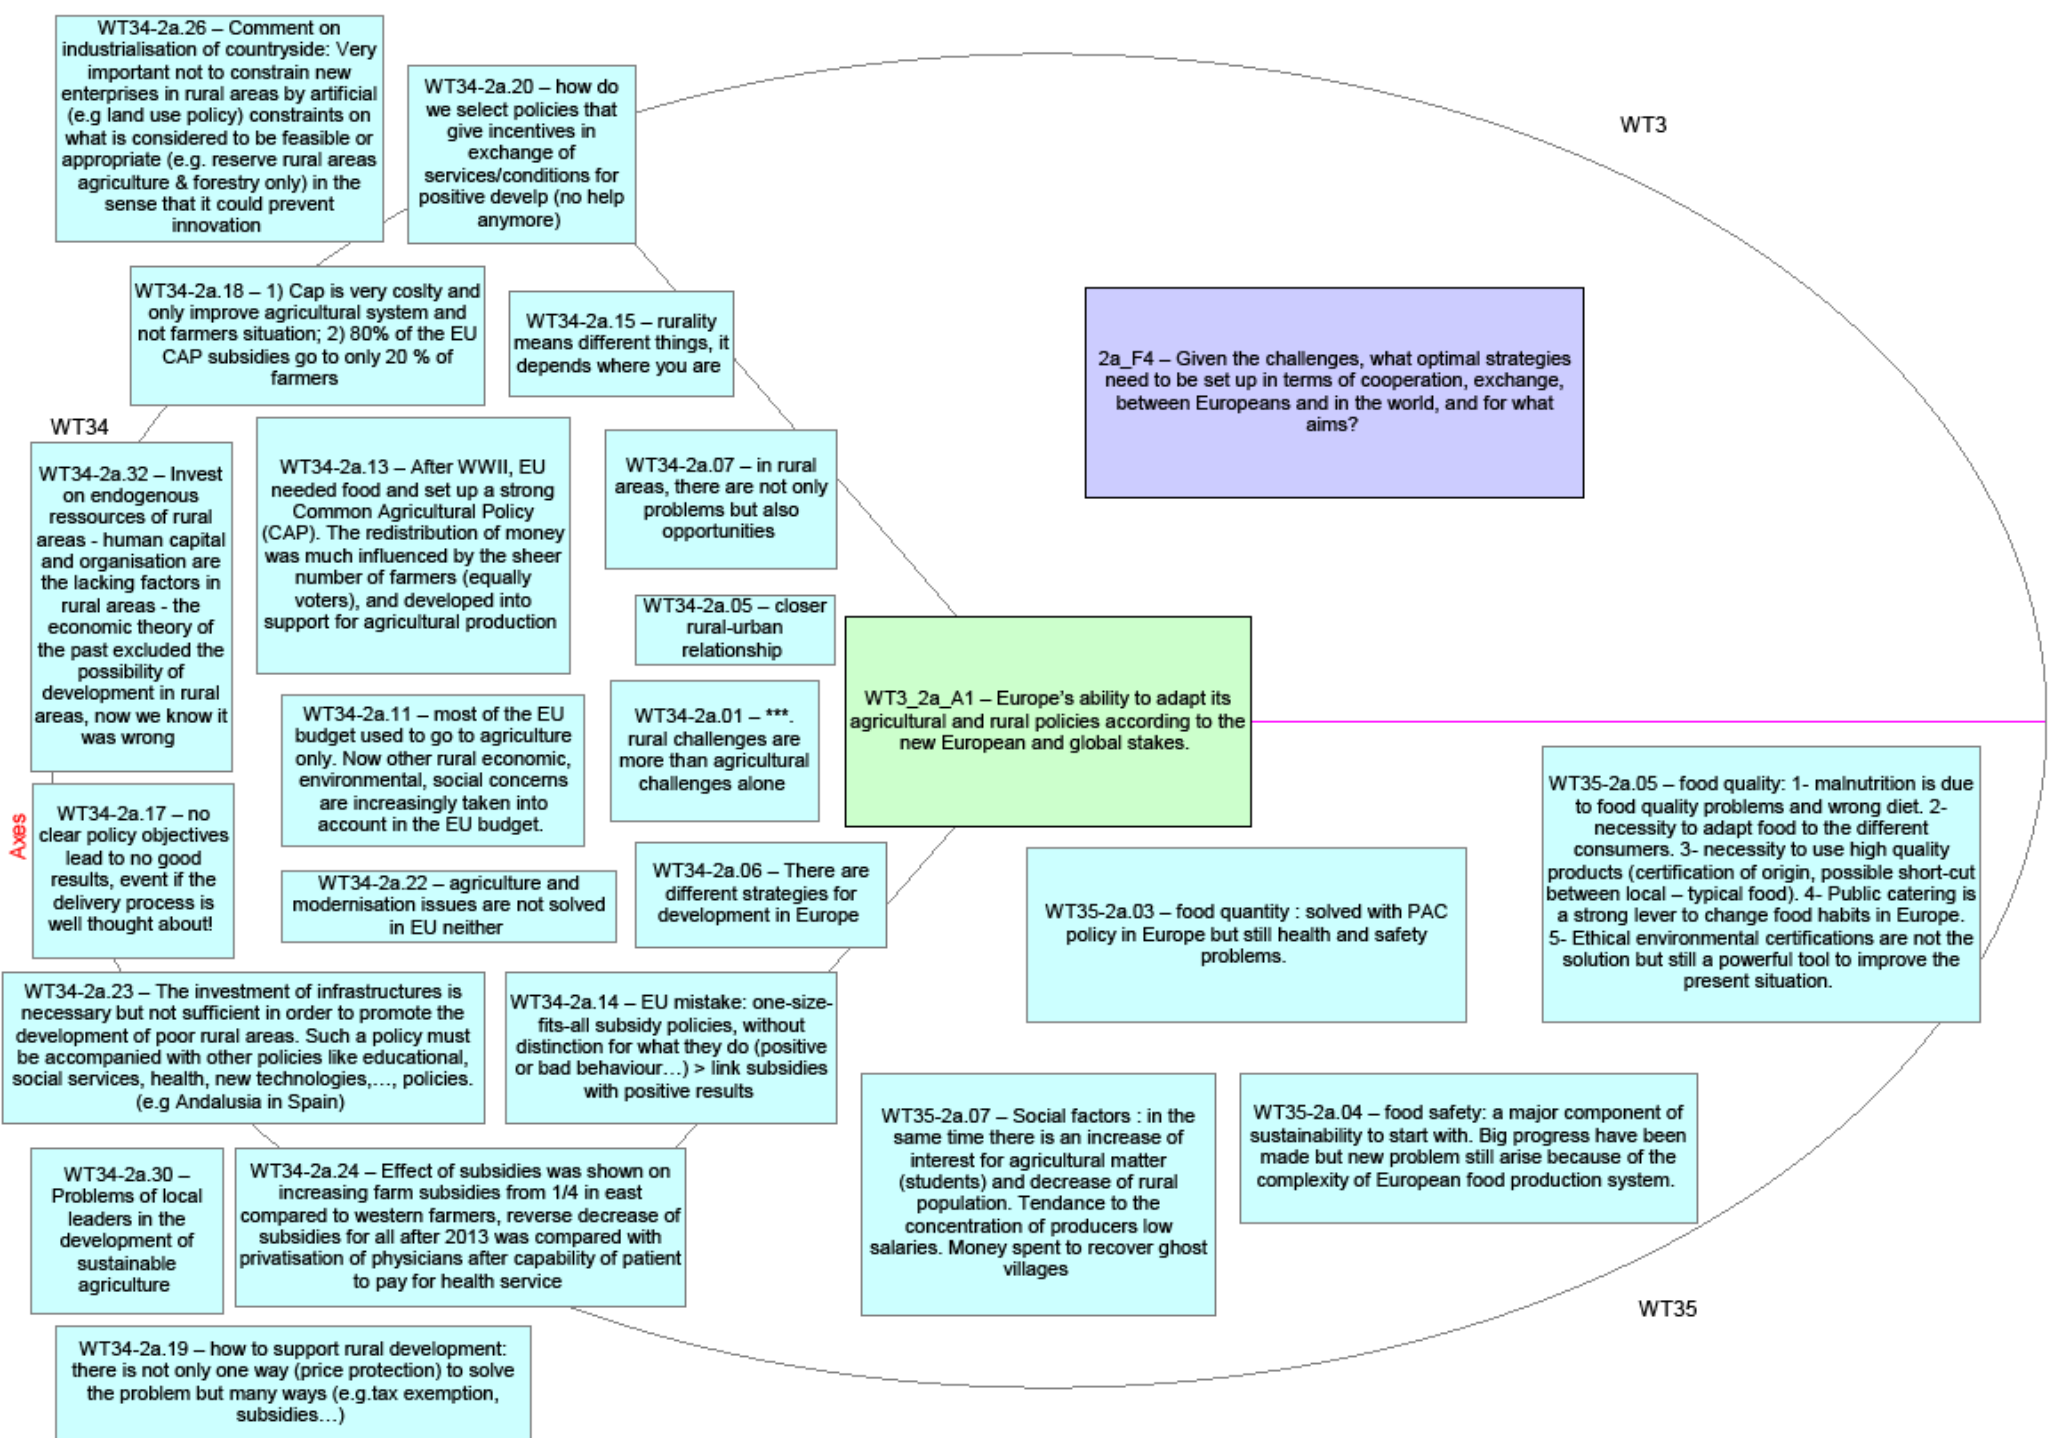 WT34-2a.26 – Comment on
industrialisation of countryside: Very
important not to constrain new
enterprises in rural areas by artificial
(e.g land use policy) constraints on
what is considered to be feasible or
appropriate (e.g. reserve rural areas
agriculture & forestry only) in the
sense that it could prevent
innovation
WT34-2a.20 – how do
we select policies that
give incentives in
exchange of
services/conditions for
positive develp (no help
anymore)
WT3
WT34-2a.18 – 1) Cap is very coslty and
only improve agricultural system and
not farmers situation; 2) 80% of the EU
CAP subsidies go to only 20 % of
farmers
WT34-2a.15 – rurality
means different things, it
depends where you are
2a_F4 – Given the challenges, what optimal strategies
need to be set up in terms of cooperation, exchange,
between Europeans and in the world, and for what
aims?
WT34
WT34-2a.32 – Invest
on endogenous
ressources of rural
areas - human capital
and organisation are
the lacking factors in
rural areas - the
economic theory of
the past excluded the
possibility of
development in rural
areas, now we know it
was wrong
WT34-2a.13 – After WWII, EU
needed food and set up a strong
Common Agricultural Policy
(CAP). The redistribution of money
was much influenced by the sheer
number of farmers (equally
voters), and developed into
support for agricultural production
WT34-2a.07 – in rural
areas, there are not only
problems but also
opportunities
WT34-2a.05 – closer
rural-urban
relationship
WT3_2a_A1 – Europe's ability to adapt its
agricultural and rural policies according to the
new European and global stakes.
WT34-2a.11 – most of the EU
budget used to go to agriculture
only. Now other rural economic,
environmental, social concerns
are increasingly taken into
account in the EU budget.
WT34-2a.01 – ***.
rural challenges are
more than agricultural
challenges alone
Axes
WT34-2a.17 – no
clear policy objectives
lead to no good
results, event if the
delivery process is
well thought about!
WT34-2a.22 – agriculture and
modernisation issues are not solved
in EU neither
WT34-2a.06 – There are
different strategies for
development in Europe
WT35-2a.03 – food quantity : solved with PAC
policy in Europe but still health and safety
problems.
WT35-2a.05 – food quality: 1- malnutrition is due
to food quality problems and wrong diet. 2-
necessity to adapt food to the different
consumers. 3- necessity to use high quality
products (certification of origin, possible short-cut
between local – typical food). 4- Public catering is
a strong lever to change food habits in Europe.
5- Ethical environmental certifications are not the
solution but still a powerful tool to improve the
present situation.
WT34-2a.23 – The investment of infrastructures is
necessary but not sufficient in order to promote the
development of poor rural areas. Such a policy must
be accompanied with other policies like educational,
social services, health, new technologies,…, policies.
(e.g Andalusia in Spain)
WT34-2a.14 – EU mistake: one-size-
fits-all subsidy policies, without
distinction for what they do (positive
or bad behaviour…) > link subsidies
with positive results
WT35-2a.07 – Social factors : in the
same time there is an increase of
interest for agricultural matter
(students) and decrease of rural
population. Tendance to the
concentration of producers low
salaries. Money spent to recover ghost
villages
WT35-2a.04 – food safety: a major component of
sustainability to start with. Big progress have been
made but new problem still arise because of the
complexity of European food production system.
WT34-2a.30 –
Problems of local
leaders in the
development of
sustainable
agriculture
WT34-2a.24 – Effect of subsidies was shown on
increasing farm subsidies from 1/4 in east
compared to western farmers, reverse decrease of
subsidies for all after 2013 was compared with
privatisation of physicians after capability of patient
to pay for health service
WT35
WT34-2a.19 – how to support rural development:
there is not only one way (price protection) to solve
the problem but many ways (e.g.tax exemption,
subsidies…)